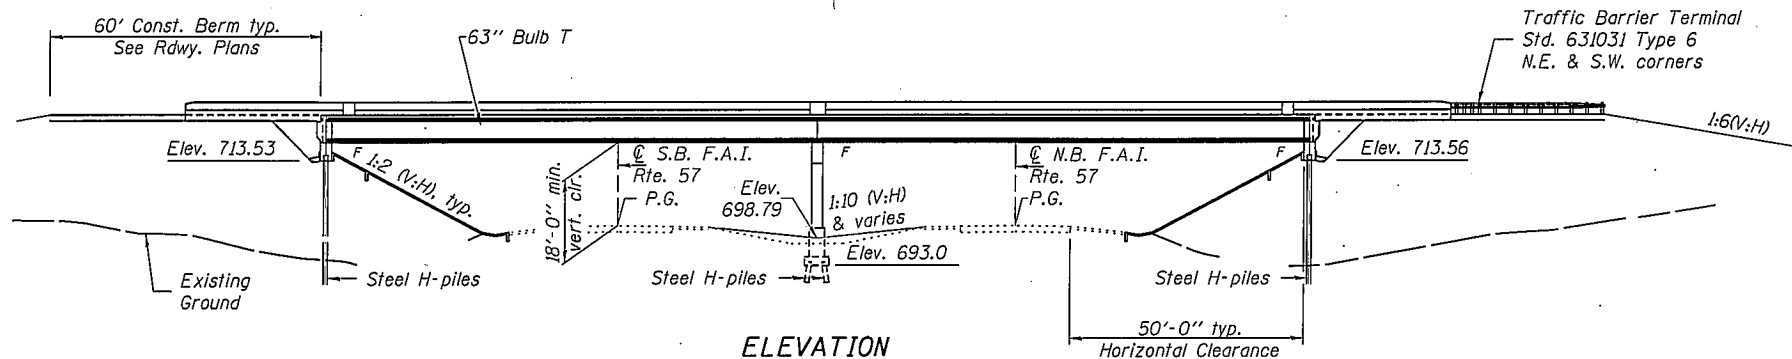 60' Const. Berm typ.
See Rdwy. Plans
63" Bulb T
Traffic Barrier Terminal
Std. 631031 Type 6
N.E. & S.W. corners
1:6(V:H)
Elev. 713.53
F
1:2 (V:H), typ.
18'-0" min.
vert. clr.
℄ S.B. F.A.I.
Rte. 57
P.G.
Elev.
698.79
F
1:10 (V:H)
& varies
℄ N.B. F.A.I.
Rte. 57
P.G.
F
Elev. 713.56
Elev. 693.0
Existing
Ground
Steel H-piles
Steel H-piles
Steel H-piles
50'-0" typ.
Horizontal Clearance
ELEVATION